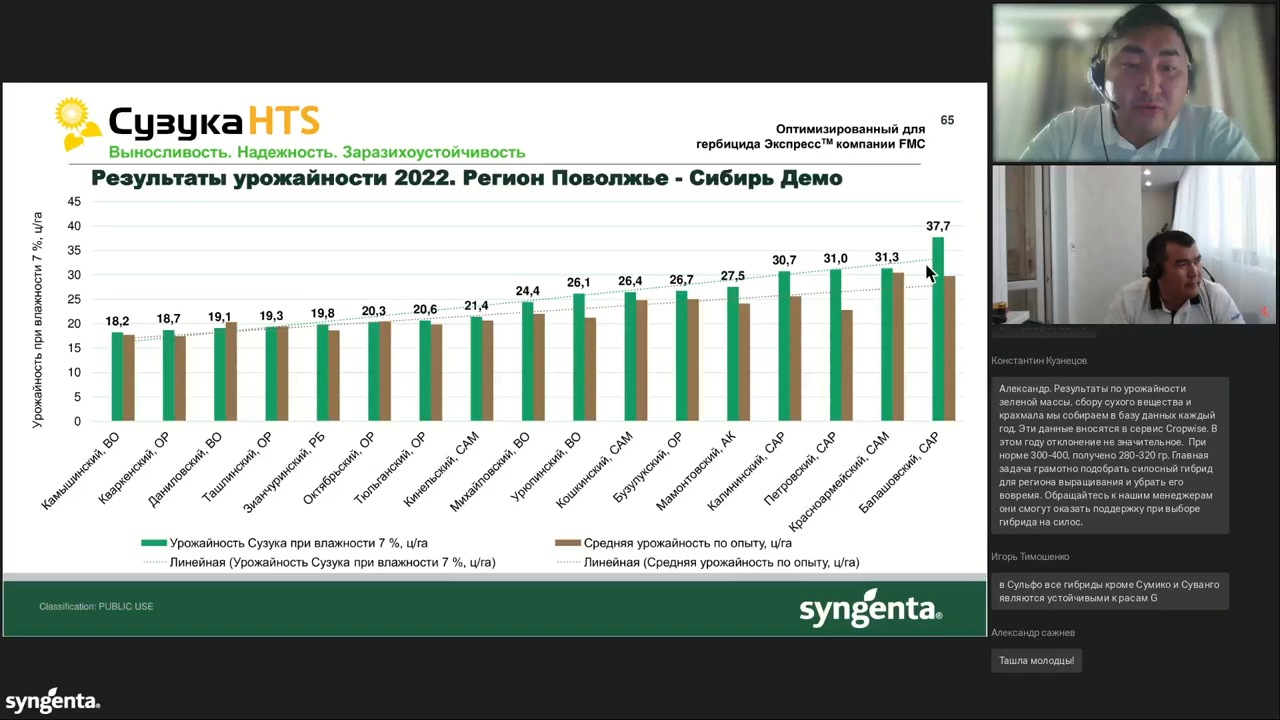 Сузука HTS
Выносливость. Надежность. Заразихоустойчивость
Оптимизированный для
гербицида Экспресс™ компании FMC
65
Результаты урожайности 2022. Регион Поволжье - Сибирь Демо
Урожайность при влажности 7 %, ц/га
45
40
35
30
25
20
15
10
5
0
18,2
18,7
19,1
19,3
19,8
20,3
20,6
21,4
24,4
26,1
26,4
26,7
27,5
30,7
31,0
31,3
37,7
Камышинский, ВО
Кваркенский, ОР
Даниловский, ВО
Ташлинский, ОР
Зианчуринский, РБ
Октябрьский, ОР
Тюльганский, ОР
Кинельский, САМ
Михайловский, ВО
Урюпинский, ВО
Кошкинский, САМ
Бузулукский, ОР
Мамонтовский, АК
Калининский, САР
Петровский, САР
Красноармейский, САМ
Балашовский, САР
Урожайность Сузука при влажности 7 %, ц/га
Средняя урожайность по опыту, ц/га
Линейная (Урожайность Сузука при влажности 7 %, ц/га)
Линейная (Средняя урожайность по опыту, ц/га)
Classification: PUBLIC USE
syngenta
syngenta
Константин Кузнецов
Александр. Результаты по урожайности
зеленой массы, сбору сухого вещества и
крахмала мы собираем в базу данных каждый
год. Эти данные вносятся в сервис Cropwise. В
этом году отклонение не значительное. При
норме 300-400, получено 280-320 гр. Главная
задача грамотно подобрать силосный гибрид
для региона выращивания и убрать его
вовремя. Обращайтесь к нашим менеджерам
они смогут оказать поддержку при выборе
гибрида на силос.
Игорь Тимошенко
в Сульфо все гибриды кроме Сумико и Суванго
являются устойчивыми к расам G
Александр сажнев
Ташла молодцы!